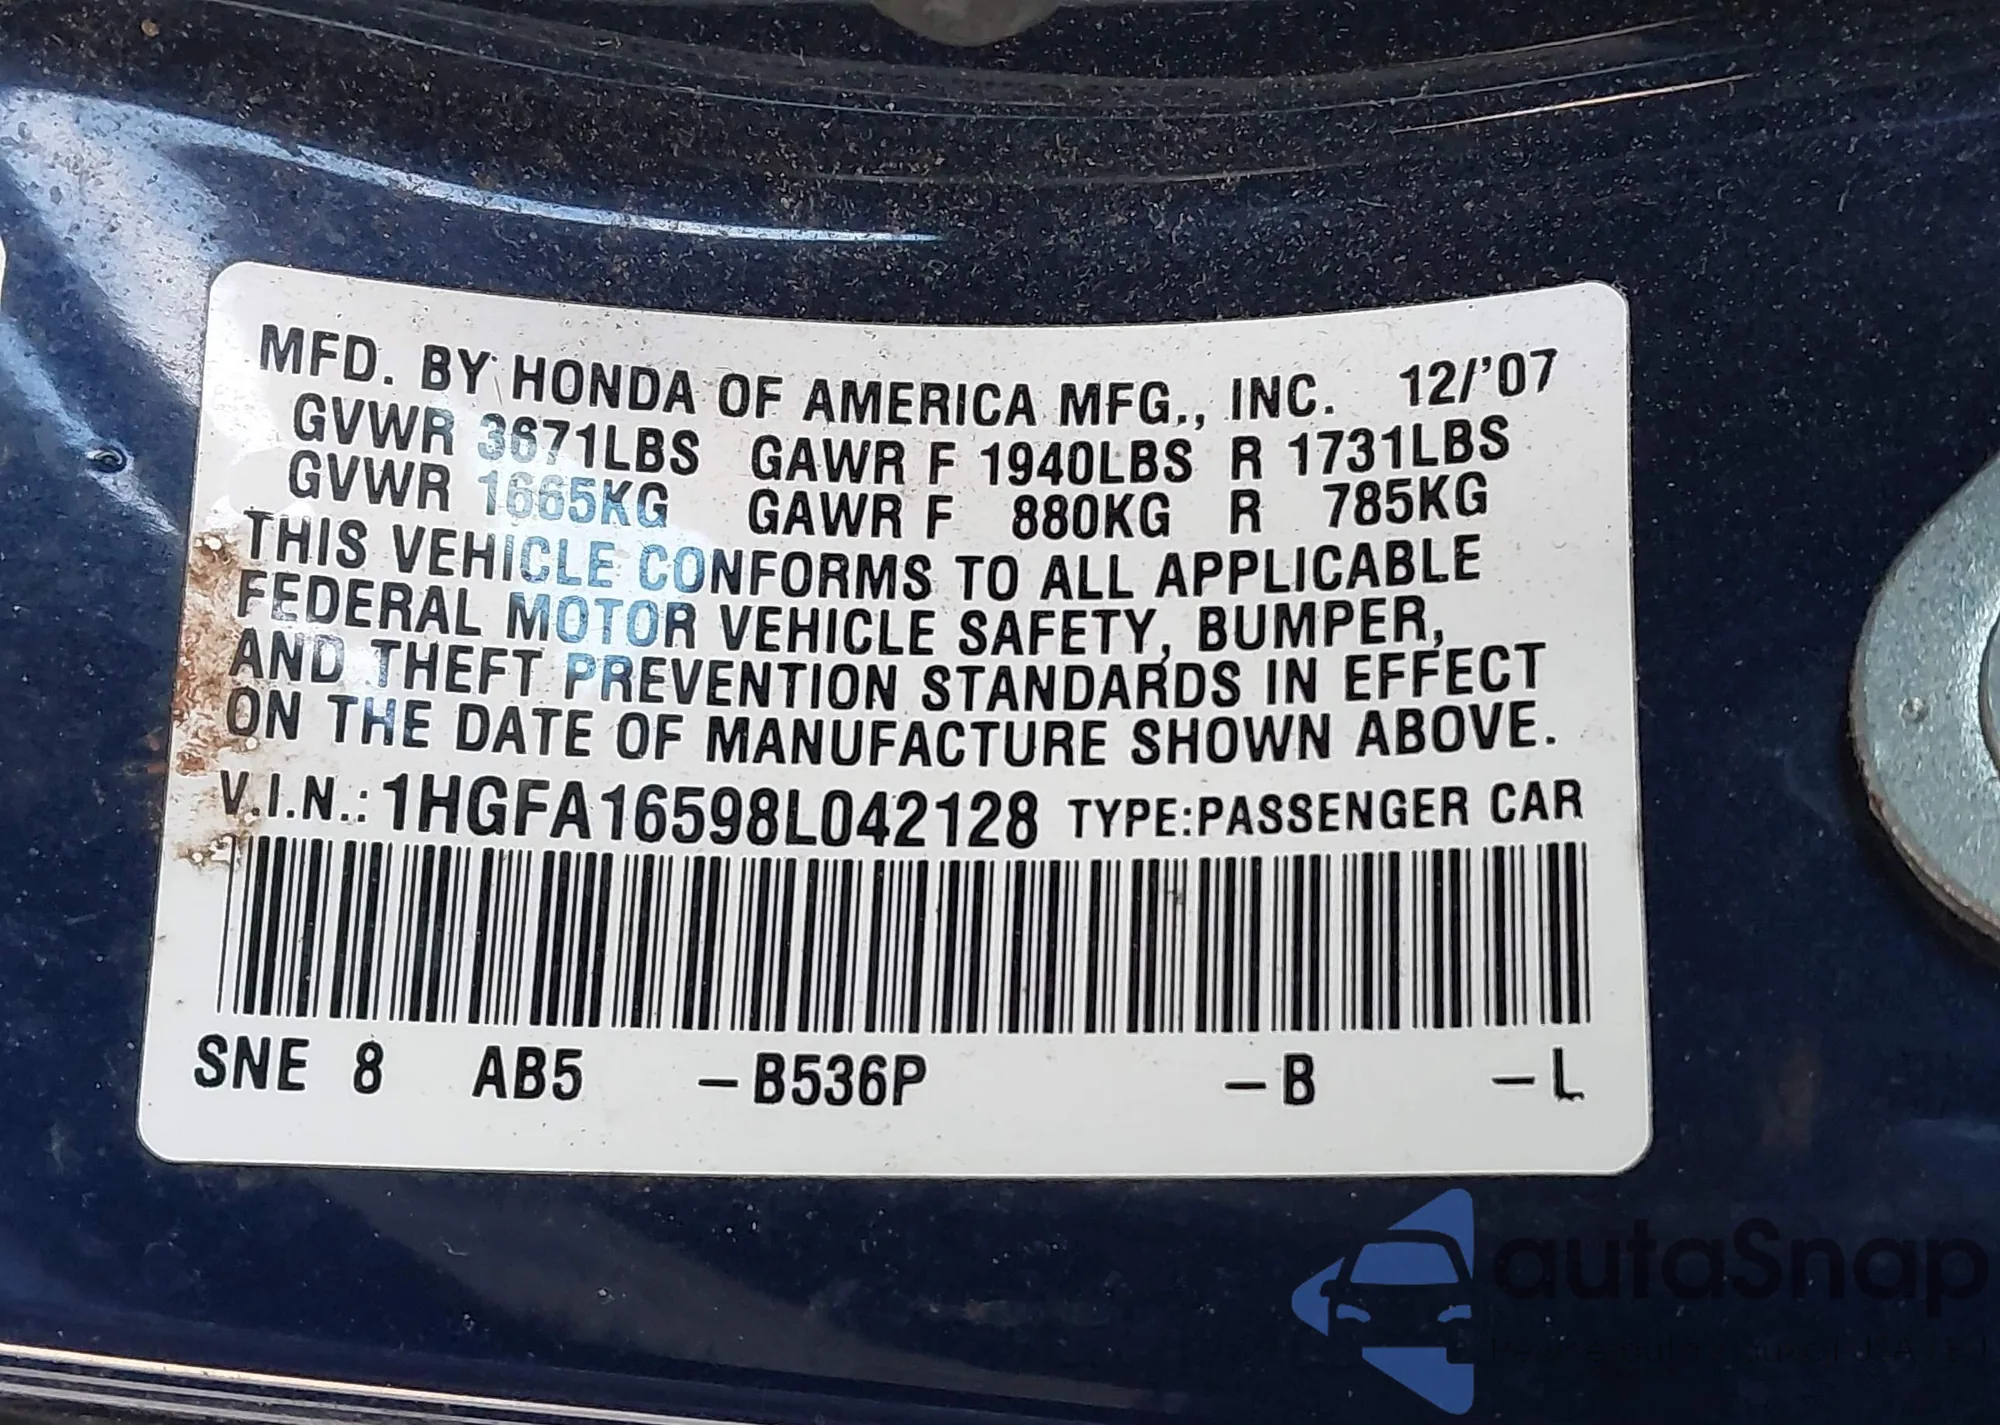 MFD. BY HONDA OF AMERICA MFG., INC. 12/'07
GVWR 3671LBS GAWR F 1940LBS R 1731LBS
GVWR 1665KG GAWR F 880KG R 785KG
THIS VEHICLE CONFORMS TO ALL APPLICABLE
FEDERAL MOTOR VEHICLE SAFETY, BUMPER,
AND THEFT PREVENTION STANDARDS IN EFFECT
ON THE DATE OF MANUFACTURE SHOWN ABOVE.
V.I.N.: 1HGFA16598L042128 TYPE:PASSENGER CAR
SNE 8 AB5 –B536P –B –L
autaSnap